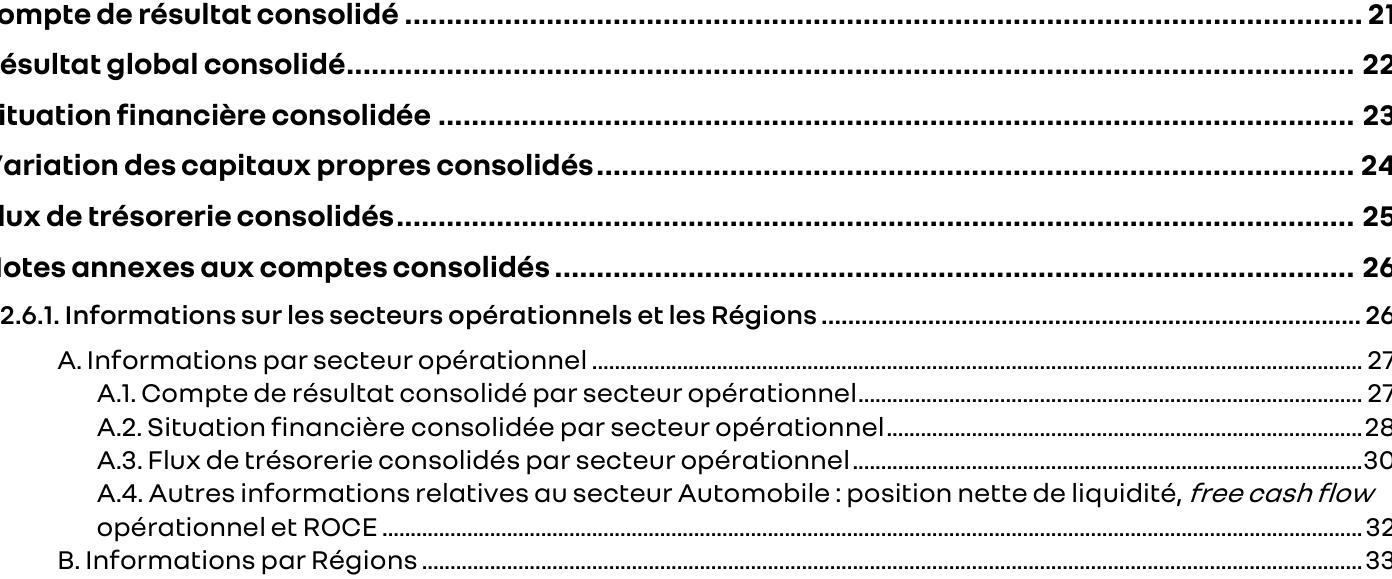 ompte de résultat consolidé ........ 21
ésultat global consolidé........ 22
ituation financière consolidée ........ 23
ariation des capitaux propres consolidés........ 24
lux de trésorerie consolidés........ 25
otes annexes aux comptes consolidés ........ 26
2.6.1. Informations sur les secteurs opérationnels et les Régions ........ 26
A. Informations par secteur opérationnel ........ 27
A.1. Compte de résultat consolidé par secteur opérationnel........ 27
A.2. Situation financière consolidée par secteur opérationnel........28
A.3. Flux de trésorerie consolidés par secteur opérationnel........30
A.4. Autres informations relatives au secteur Automobile : position nette de liquidité, free cash flow
opérationnel et ROCE ........ 32
B. Informations par Régions ........ 33